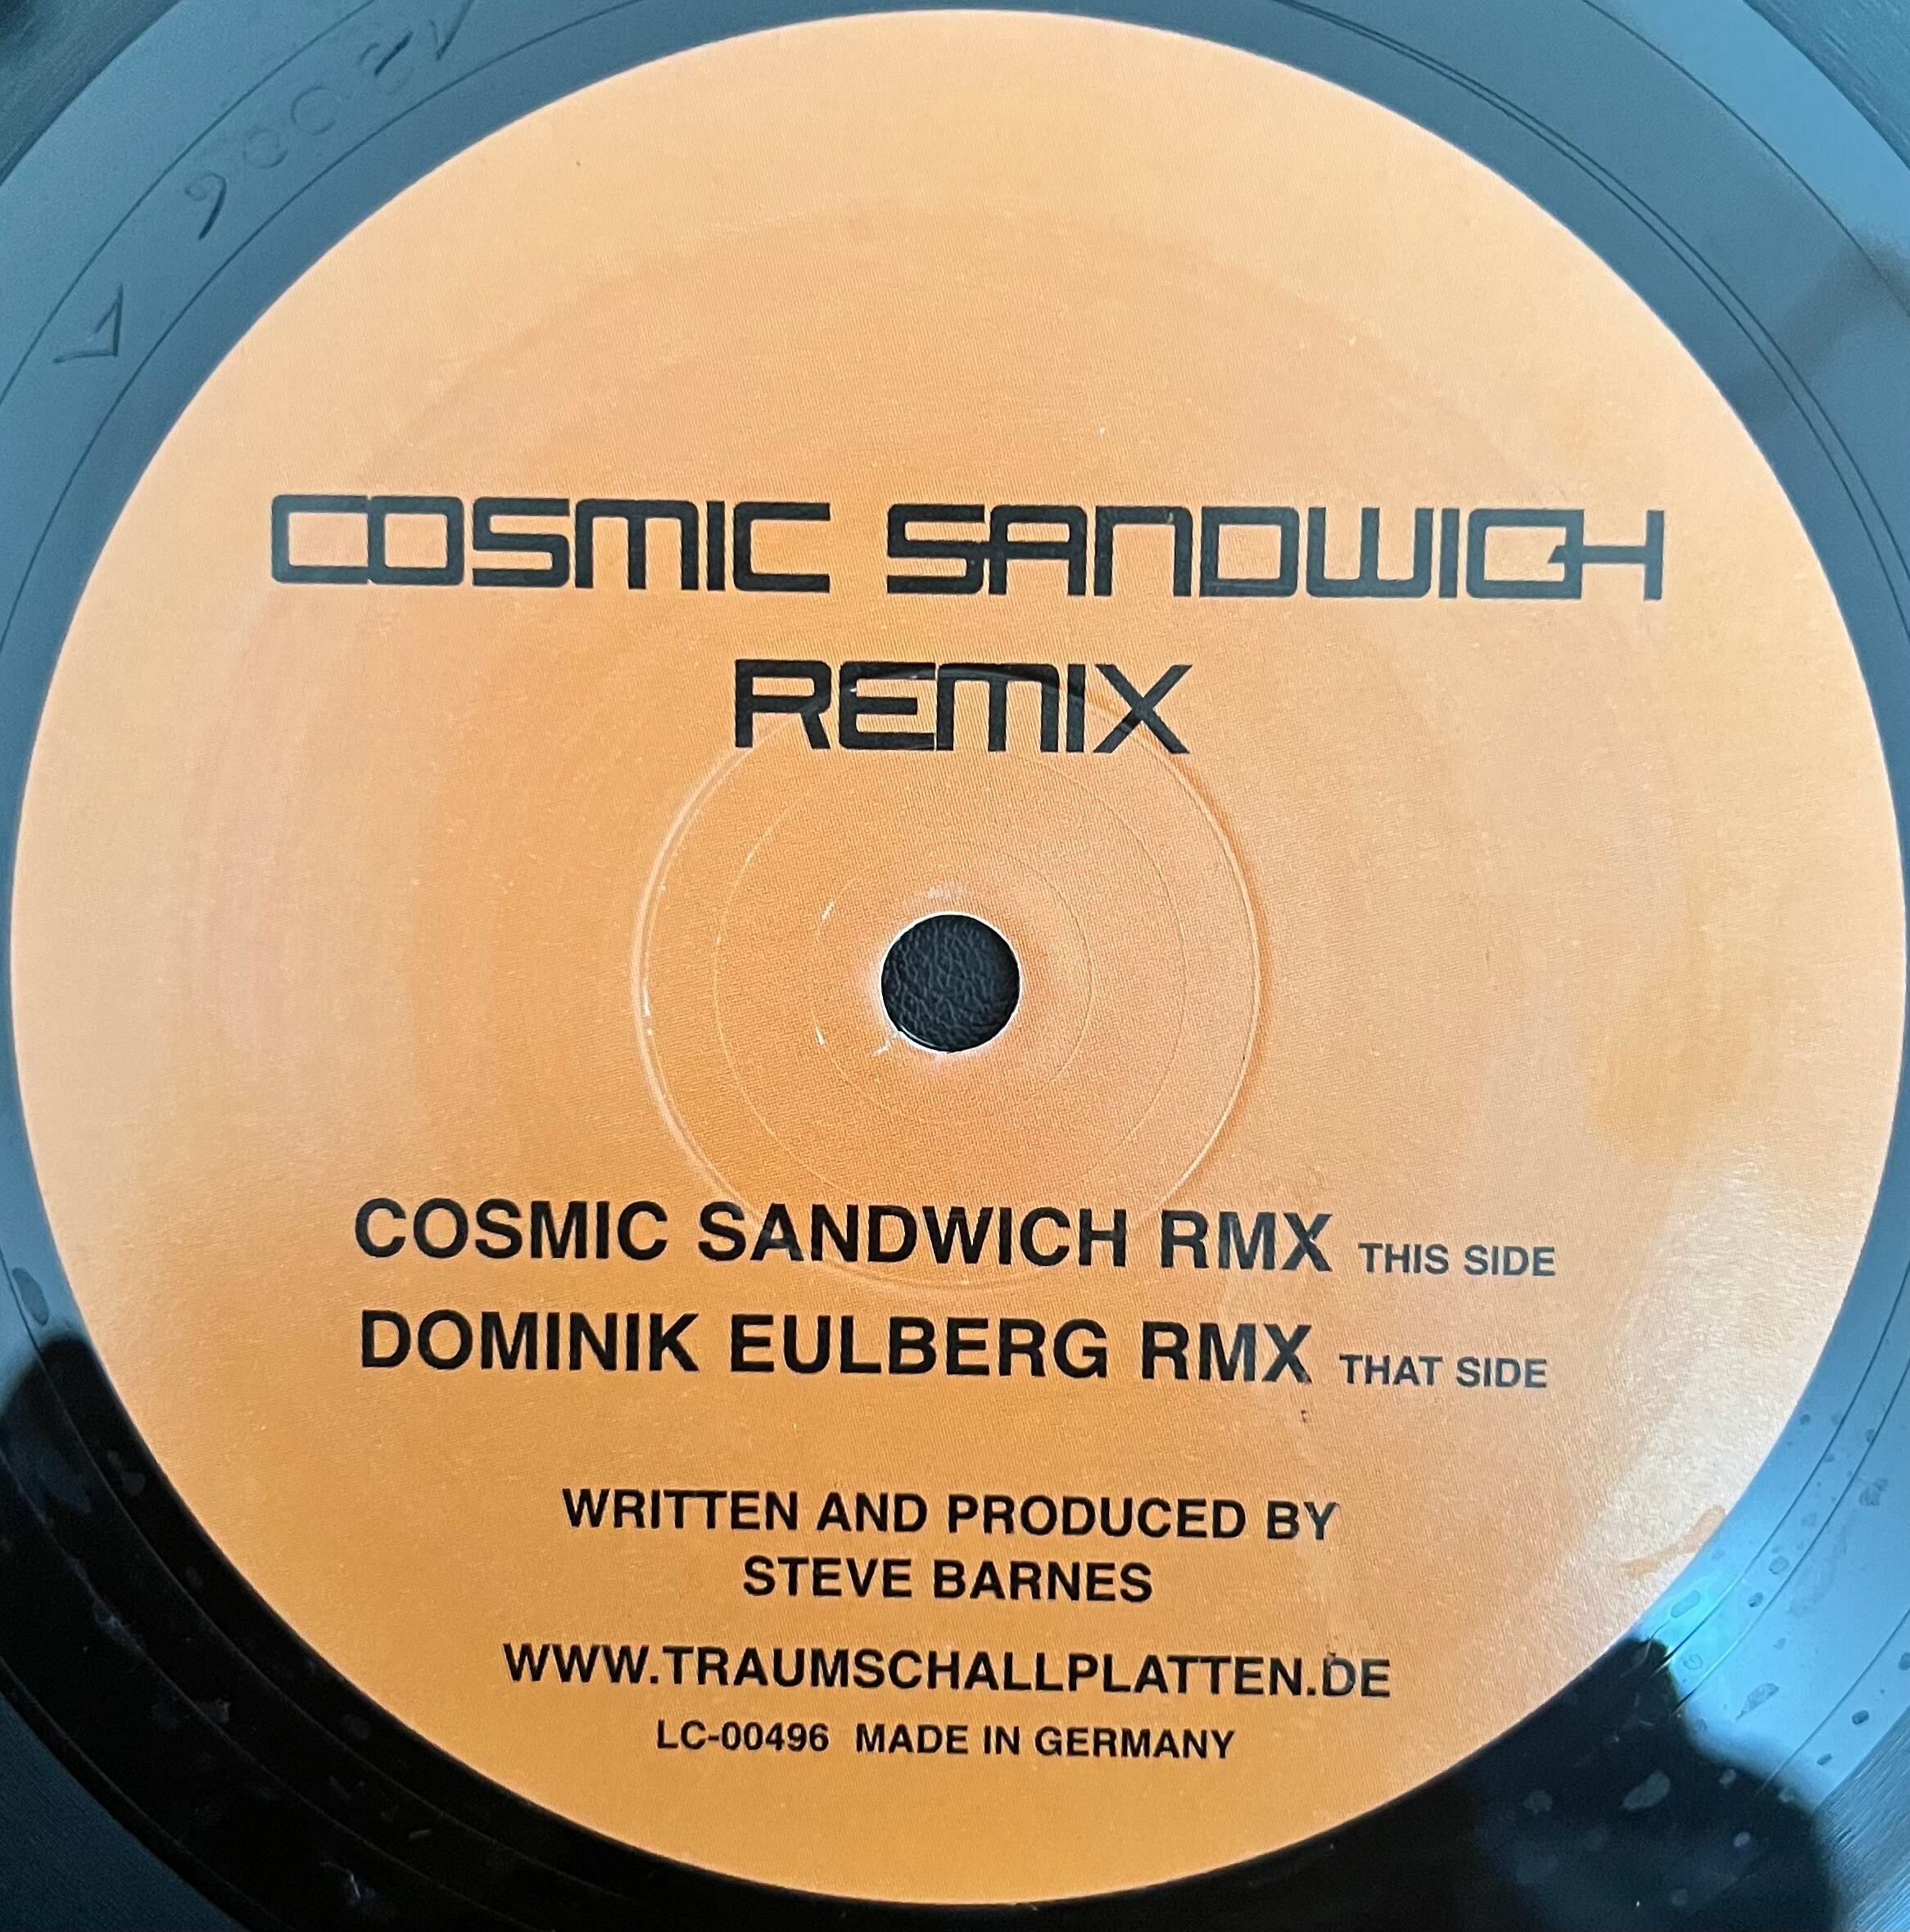 COSMIC SANDWICH
REMIX
COSMIC SANDWICH RMX THIS SIDE
DOMINIK EULBERG RMX THAT SIDE
WRITTEN AND PRODUCED BY
STEVE BARNES
WWW.TRAUMSCHALLPLATTEN.DE
LC-00496 MADE IN GERMANY